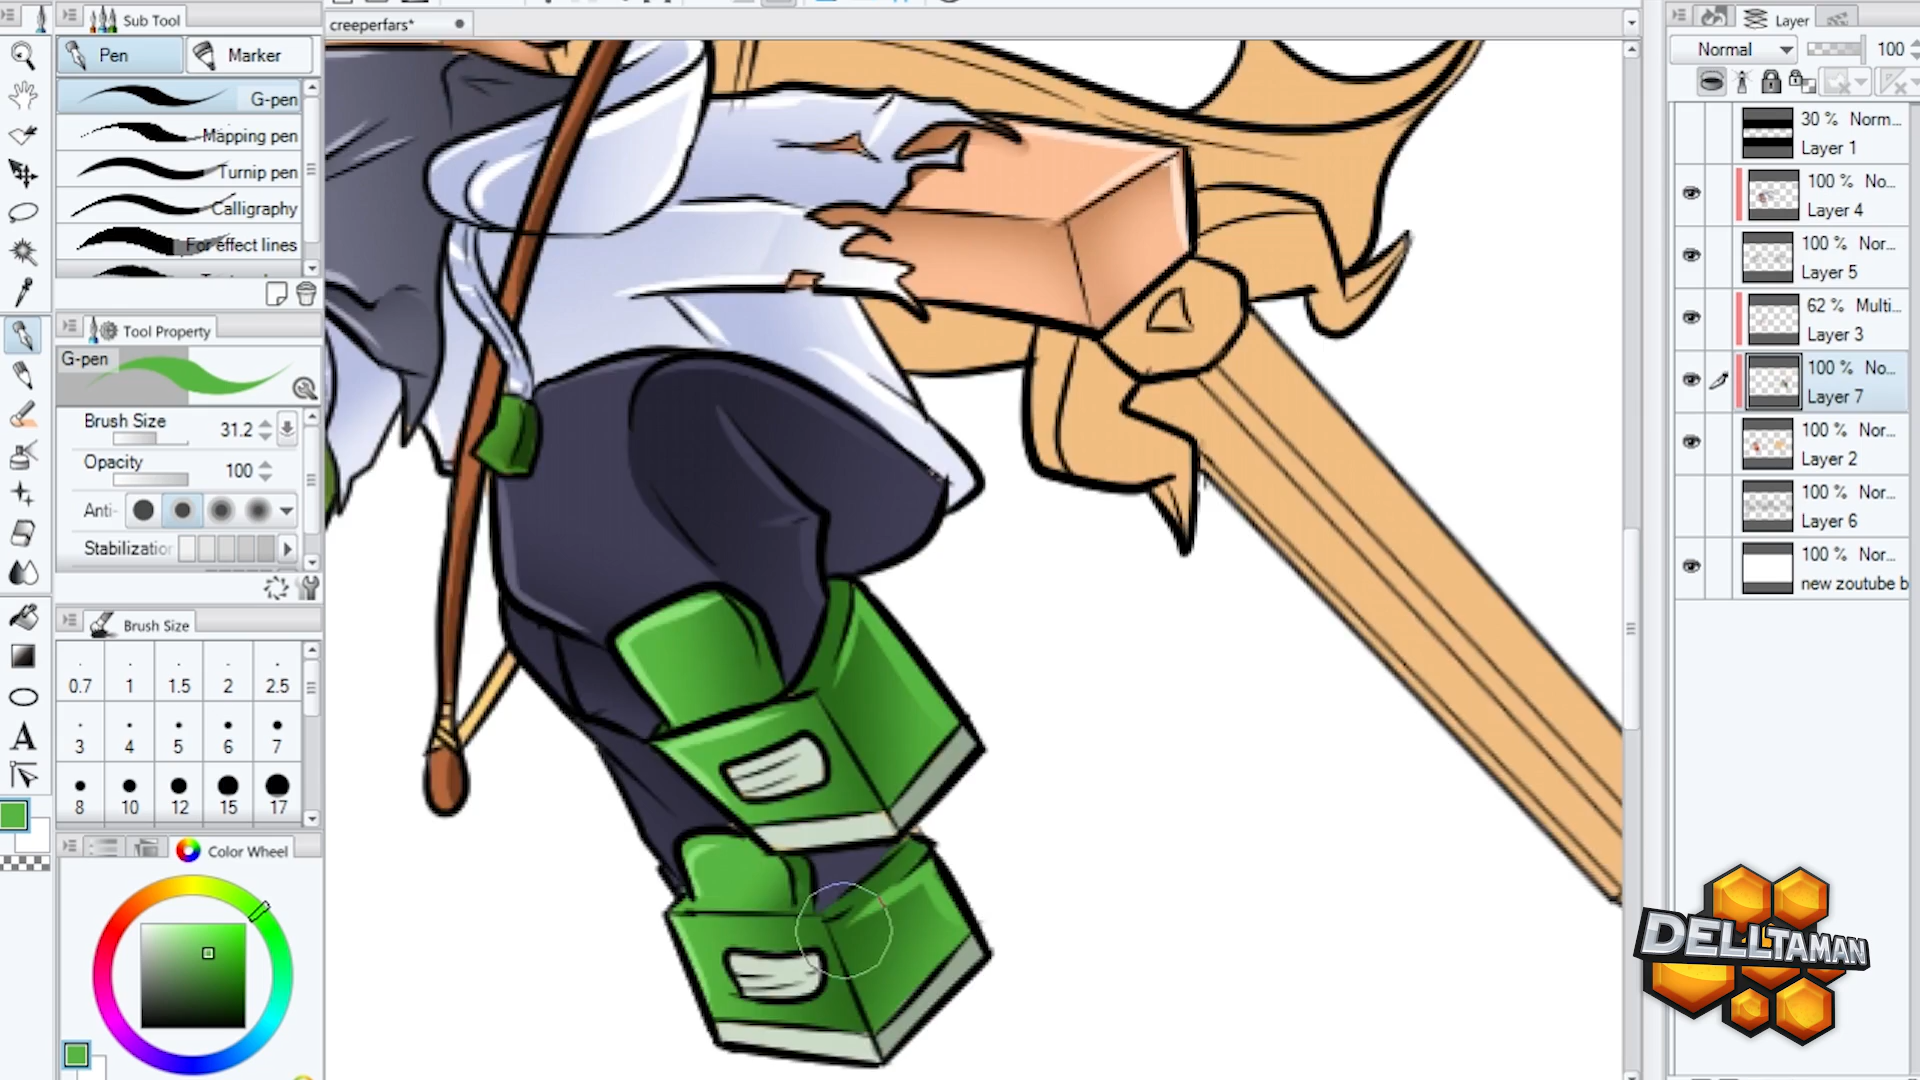 creeperfars*
Sub Tool
Pen
Marker
G-pen
Mapping pen
Turnip pen
Calligraphy
For effect lines
Tool Property
G-pen
Brush Size
31.2
Opacity
100
Anti-
Stabilization
Brush Size
0.7 1 1.5 2 2.5
3 4 5 6 7
8 10 12 15 17
Color Wheel
Layer
Normal
100
30 % Norm...
Layer 1
100 % No...
Layer 4
100 % Nor...
Layer 5
62 % Multi...
Layer 3
100 % No...
Layer 7
100 % Nor...
Layer 2
100 % Nor...
Layer 6
100 % Nor...
new zoutube b
DELLTAMAN
A